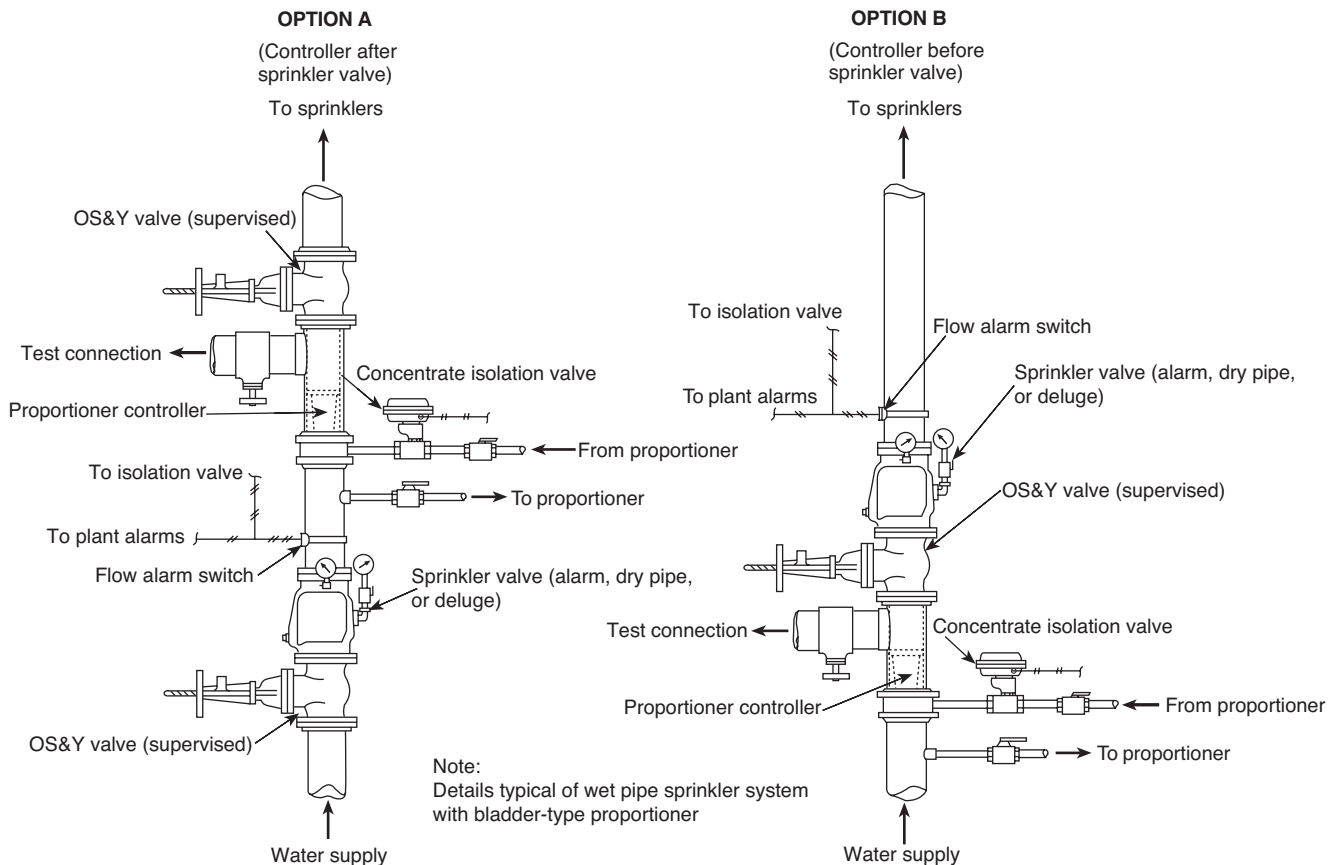 OPTION A
(Controller after
sprinkler valve)
To sprinklers
OS&Y valve (supervised)
Test connection
Concentrate isolation valve
Proportioner controller
From proportioner
To isolation valve
To proportioner
To plant alarms
Flow alarm switch
Sprinkler valve (alarm, dry pipe,
or deluge)
OS&Y valve (supervised)
Water supply
Note:
Details typical of wet pipe sprinkler system
with bladder-type proportioner
OPTION B
(Controller before
sprinkler valve)
To sprinklers
To isolation valve
Flow alarm switch
Sprinkler valve (alarm, dry pipe,
or deluge)
To plant alarms
OS&Y valve (supervised)
Test connection
Concentrate isolation valve
Proportioner controller
From proportioner
To proportioner
Water supply